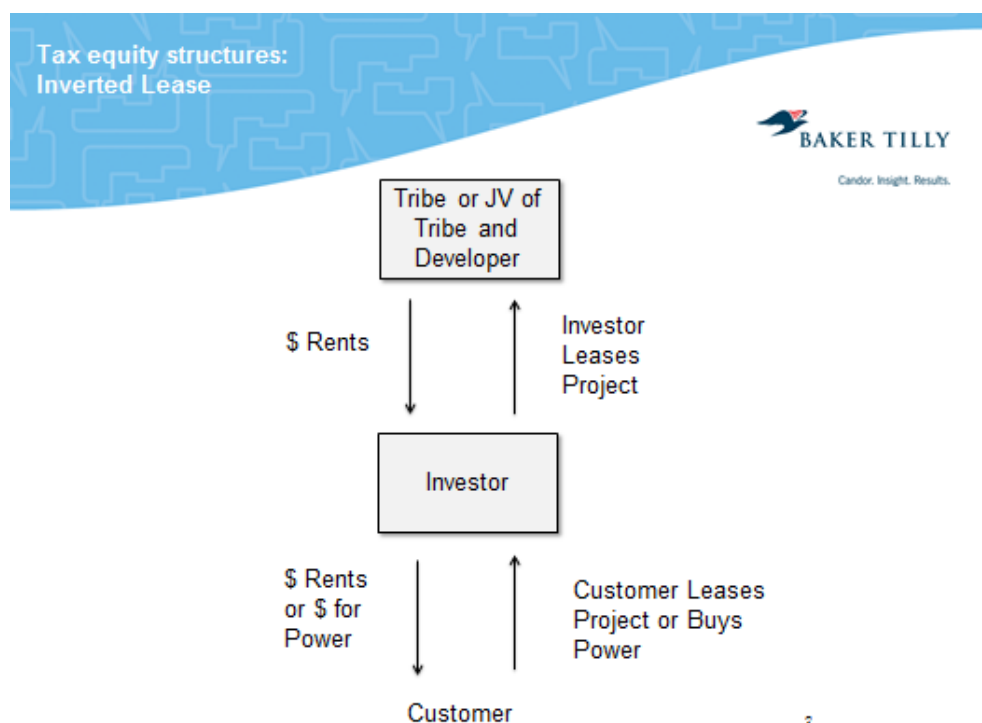 Tax equity structures:
Inverted Lease
BAKER TILLY
Candor. Insight. Results.
Tribe or JV of
Tribe and
Developer
$ Rents
Investor
Leases
Project
Investor
$ Rents
or $ for
Power
Customer Leases
Project or Buys
Power
Customer